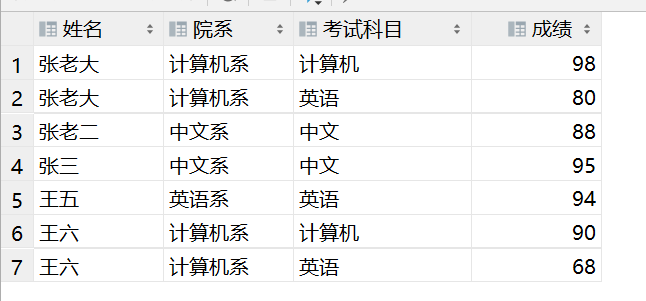 姓名 院系 考试科目 成绩
1 张老大 计算机系 计算机 98
2 张老大 计算机系 英语 80
3 张老二 中文系 中文 88
4 张三 中文系 中文 95
5 王五 英语系 英语 94
6 王六 计算机系 计算机 90
7 王六 计算机系 英语 68